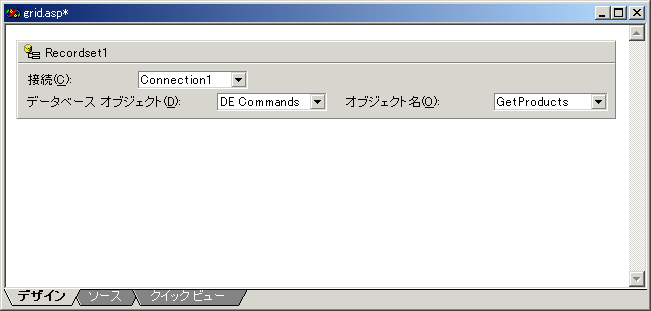 grid.asp*
Recordset1
接続(C): Connection1
データベース オブジェクト(D): DE Commands オブジェクト名(O): GetProducts
デザイン ソース クイック ビュー